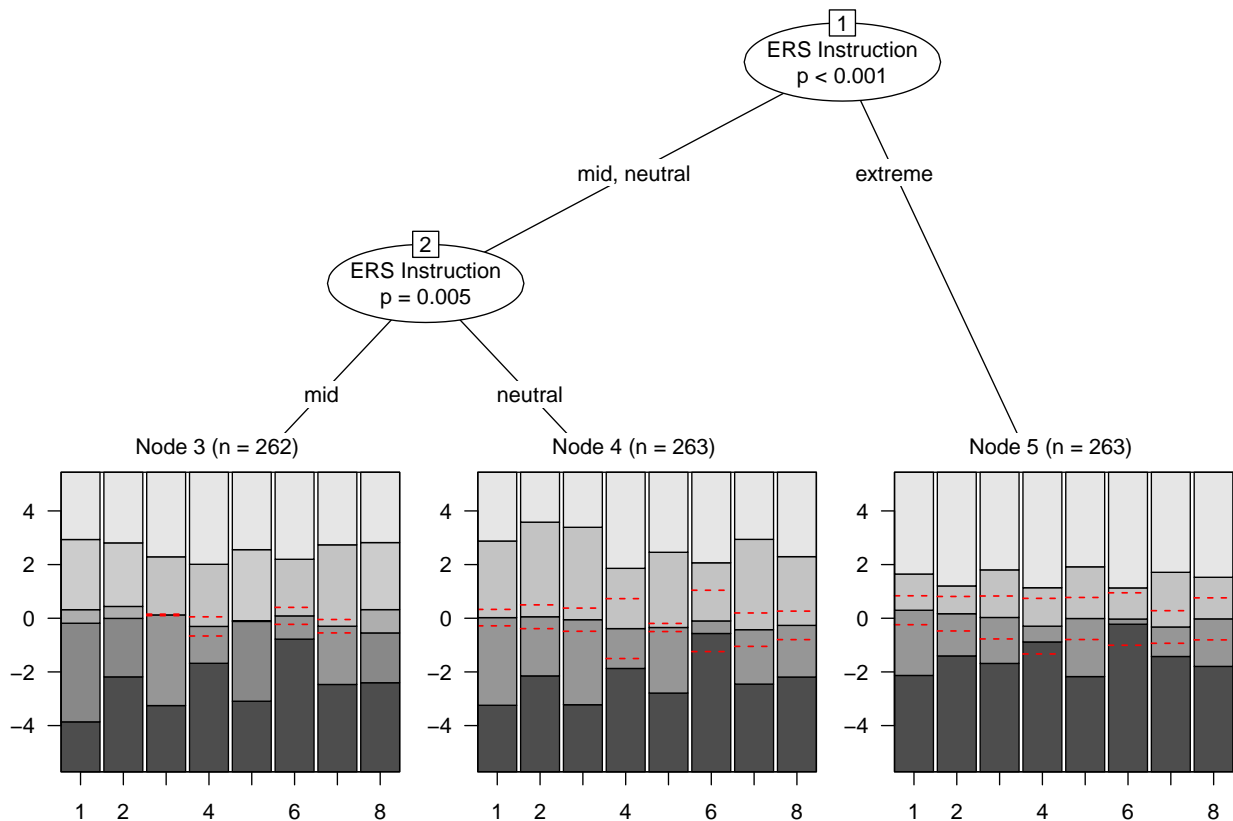 1
ERS Instruction
p < 0.001
mid, neutral
extreme
2
ERS Instruction
p = 0.005
mid
neutral
Node 3 (n = 262)
Node 4 (n = 263)
Node 5 (n = 263)
4
2
0
−2
−4
1 2 4 6 8
4
2
0
−2
−4
1 2 4 6 8
4
2
0
−2
−4
1 2 4 6 8